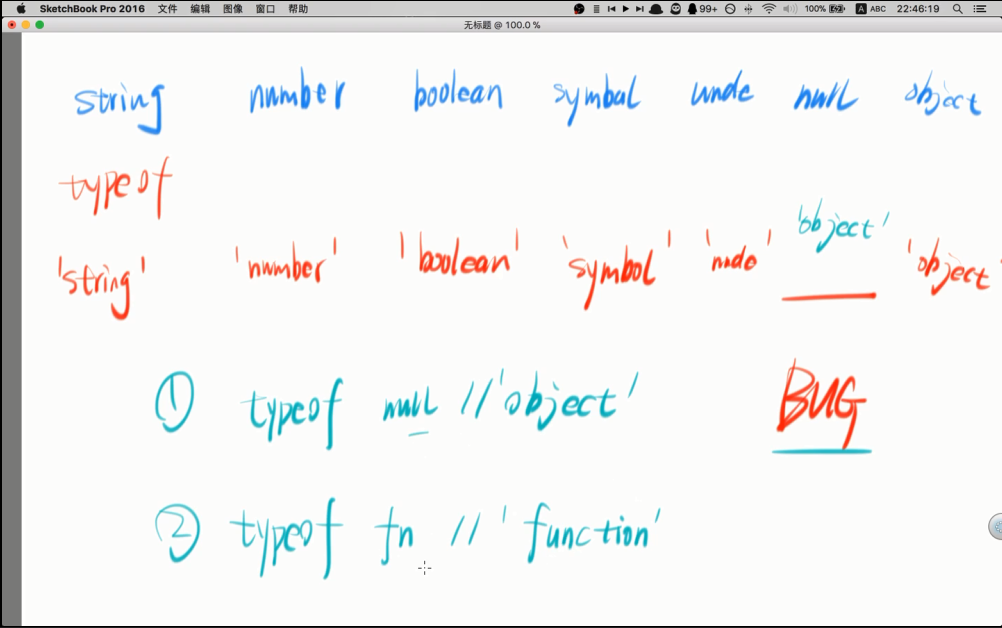 SketchBook Pro 2016 文件 编辑 图像 窗口 帮助 99+ 100% A ABC 22:46:19
无标题 @ 100.0 %
string number boolean symbal unde null object
typeof
'object'
'string' 'number' 'boolean' 'symbol' 'object'
① typeof null // 'object' BUG
② typeof fn // 'function'